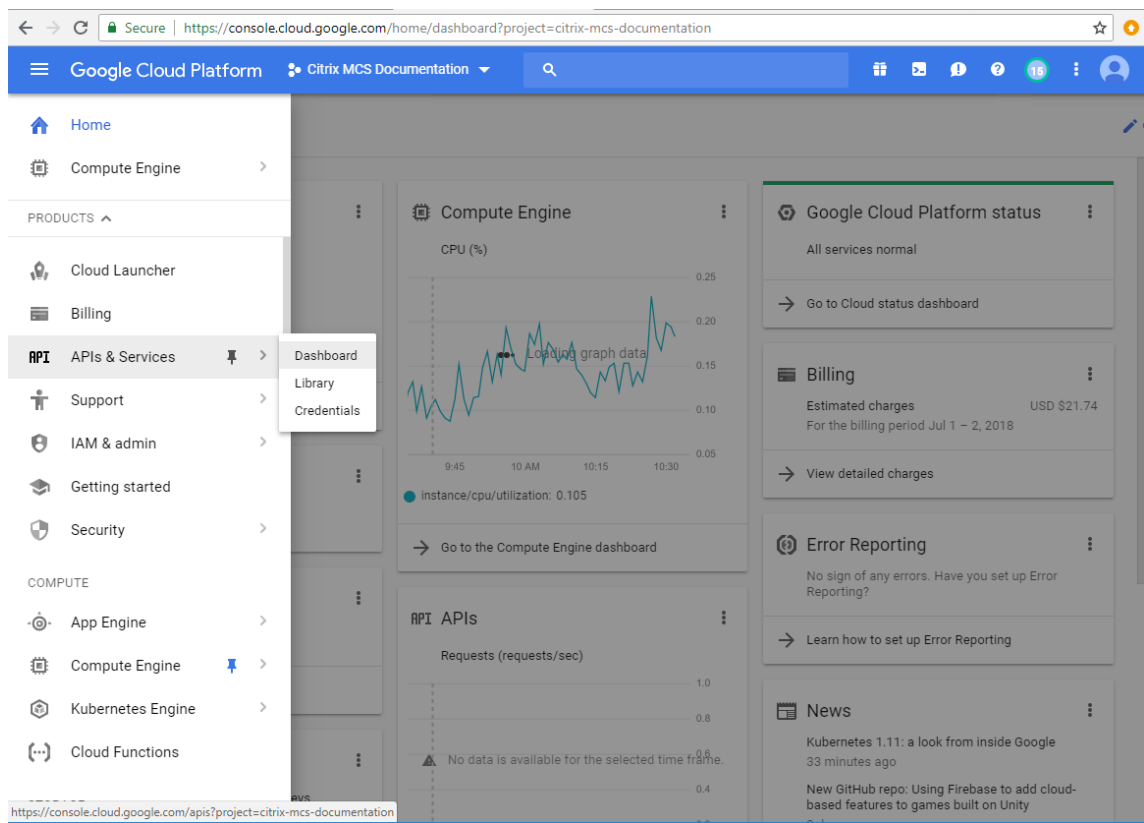 Secure | https://console.cloud.google.com/home/dashboard?project=citrix-mcs-documentation
Google Cloud Platform
Citrix MCS Documentation
15
Home
Compute Engine
PRODUCTS
Cloud Launcher
Billing
API APIs & Services
Support
IAM & admin
Getting started
Security
COMPUTE
App Engine
Compute Engine
Kubernetes Engine
Cloud Functions
https://console.cloud.google.com/apis?project=citrix-mcs-documentation
Dashboard
Library
Credentials
Compute Engine
CPU (%)
0.25
0.20
Loading graph data
0.15
0.10
0.05
9:45 10 AM 10:15 10:30
instance/cpu/utilization: 0.105
Go to the Compute Engine dashboard
API APIs
Requests (requests/sec)
1.0
0.8
0.6
No data is available for the selected time frame.
0.4
Google Cloud Platform status
All services normal
Go to Cloud status dashboard
Billing
Estimated charges USD $21.74
For the billing period Jul 1 – 2, 2018
View detailed charges
Error Reporting
No sign of any errors. Have you set up Error
Reporting?
Learn how to set up Error Reporting
News
Kubernetes 1.11: a look from inside Google
33 minutes ago
New GitHub repo: Using Firebase to add cloud-
based features to games built on Unity